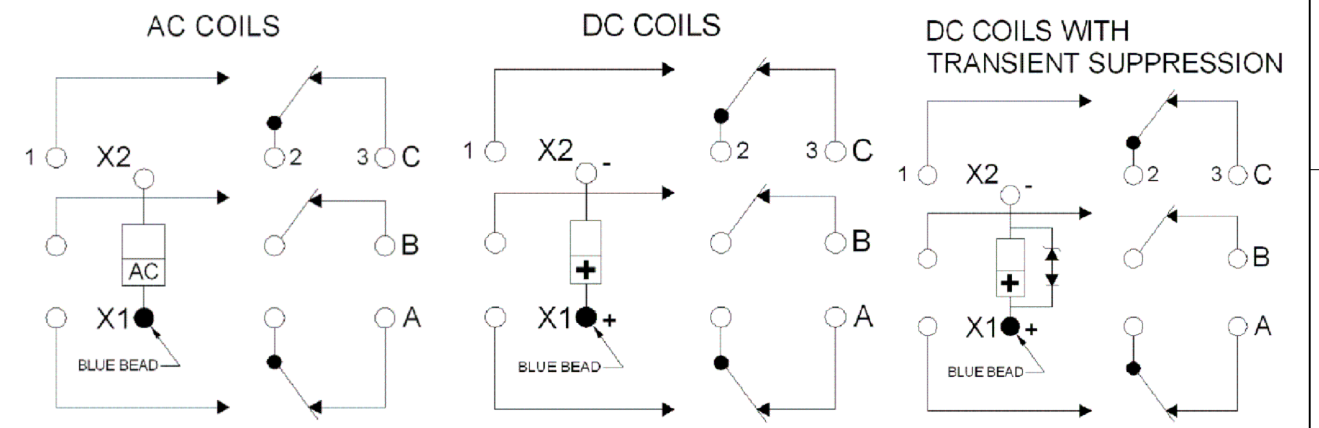 AC COILS
1 X2 2 3 C
B
AC
X1 A
BLUE BEAD
DC COILS
1 X2 - 2 3 C
B
+
X1 + A
BLUE BEAD
DC COILS WITH
TRANSIENT SUPPRESSION
1 X2 - 2 3 C
B
+
X1 + A
BLUE BEAD